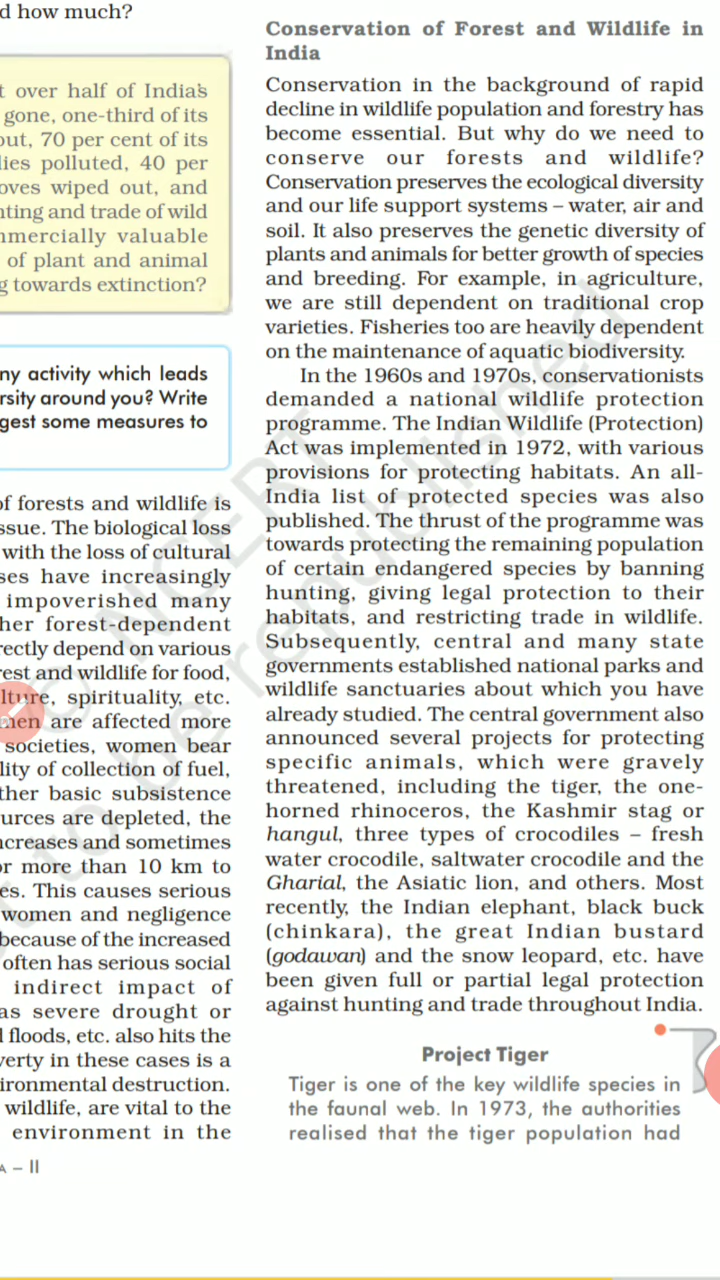 d how much?
t over half of India's
gone, one-third of its
out, 70 per cent of its
lies polluted, 40 per
oves wiped out, and
nting and trade of wild
mmercially valuable
of plant and animal
g towards extinction?
ny activity which leads
rsity around you? Write
gest some measures to
of forests and wildlife is
ssue. The biological loss
with the loss of cultural
ses have increasingly
impoverished many
her forest-dependent
rectly depend on various
rest and wildlife for food,
lture, spirituality, etc.
men are affected more
societies, women bear
lity of collection of fuel,
ther basic subsistence
urces are depleted, the
ncreases and sometimes
or more than 10 km to
es. This causes serious
women and negligence
because of the increased
often has serious social
indirect impact of
as severe drought or
l floods, etc. also hits the
verty in these cases is a
ironmental destruction.
wildlife, are vital to the
environment in the
A – II
Conservation of Forest and Wildlife in
India
Conservation in the background of rapid
decline in wildlife population and forestry has
become essential. But why do we need to
conserve our forests and wildlife?
Conservation preserves the ecological diversity
and our life support systems – water, air and
soil. It also preserves the genetic diversity of
plants and animals for better growth of species
and breeding. For example, in agriculture,
we are still dependent on traditional crop
varieties. Fisheries too are heavily dependent
on the maintenance of aquatic biodiversity.
In the 1960s and 1970s, conservationists
demanded a national wildlife protection
programme. The Indian Wildlife (Protection)
Act was implemented in 1972, with various
provisions for protecting habitats. An all-
India list of protected species was also
published. The thrust of the programme was
towards protecting the remaining population
of certain endangered species by banning
hunting, giving legal protection to their
habitats, and restricting trade in wildlife.
Subsequently, central and many state
governments established national parks and
wildlife sanctuaries about which you have
already studied. The central government also
announced several projects for protecting
specific animals, which were gravely
threatened, including the tiger, the one-
horned rhinoceros, the Kashmir stag or
hangul, three types of crocodiles – fresh
water crocodile, saltwater crocodile and the
Gharial, the Asiatic lion, and others. Most
recently, the Indian elephant, black buck
(chinkara), the great Indian bustard
(godawan) and the snow leopard, etc. have
been given full or partial legal protection
against hunting and trade throughout India.
Project Tiger
Tiger is one of the key wildlife species in
the faunal web. In 1973, the authorities
realised that the tiger population had
© NCERT
t to be republished